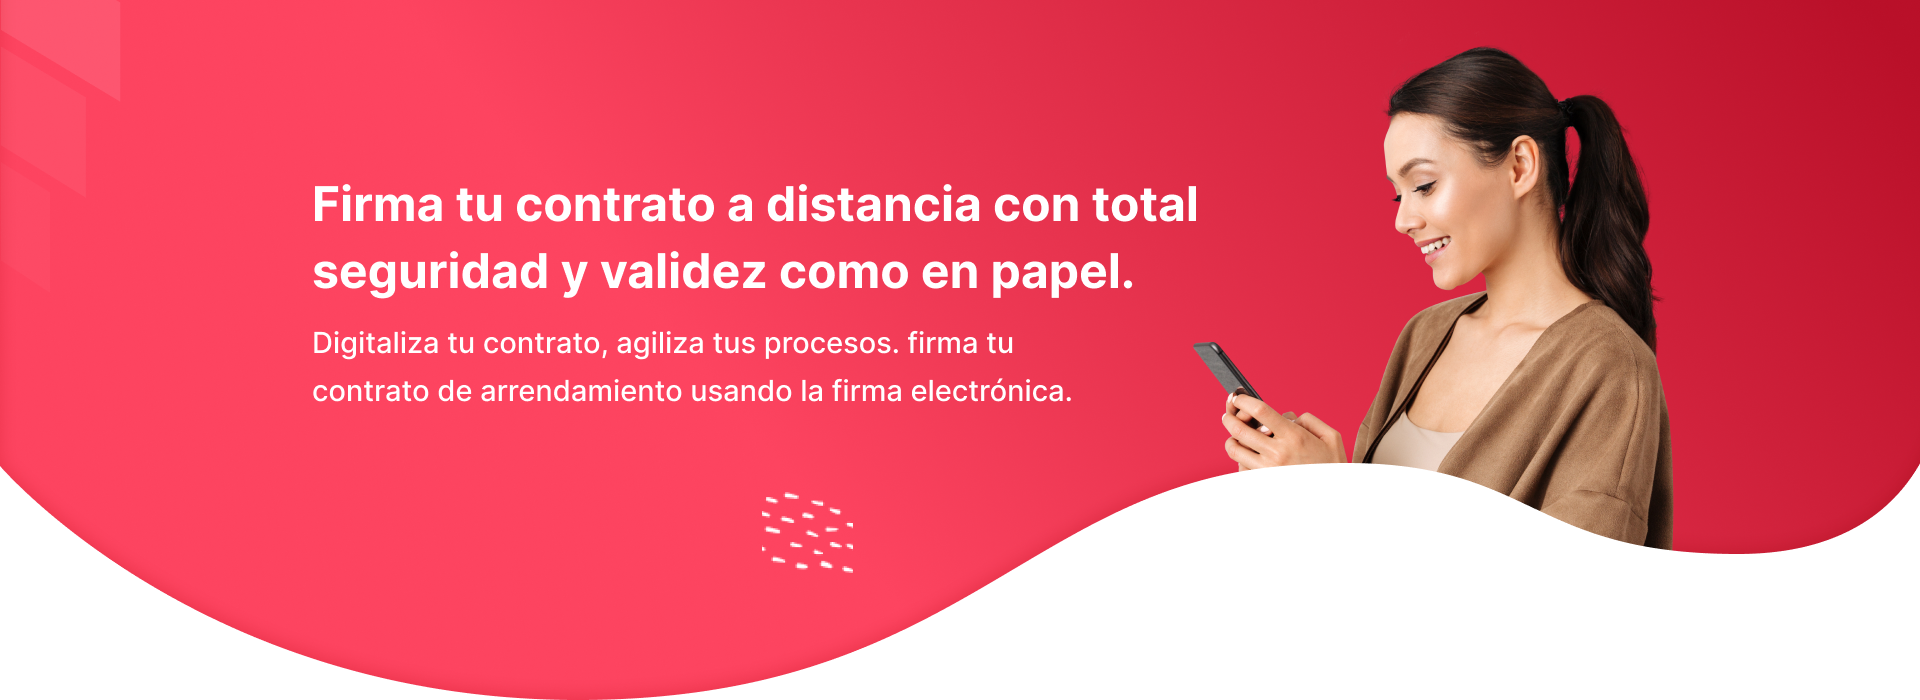 Firma tu contrato a distancia con total
seguridad y validez como en papel.
Digitaliza tu contrato, agiliza tus procesos. firma tu
contrato de arrendamiento usando la firma electrónica.